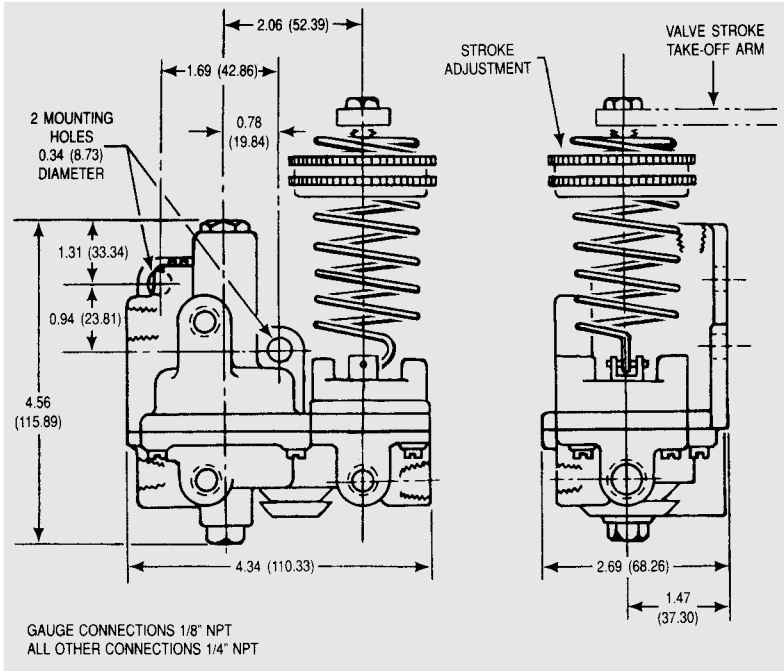 2.06 (52.39)
VALVE STROKE
TAKE-OFF ARM
STROKE
ADJUSTMENT
1.69 (42.86)
0.78
(19.84)
2 MOUNTING
HOLES
0.34 (8.73)
DIAMETER
1.31 (33.34)
0.94 (23.81)
4.56
(115.89)
4.34 (110.33)
2.69 (68.26)
1.47
(37.30)
GAUGE CONNECTIONS 1/8" NPT
ALL OTHER CONNECTIONS 1/4" NPT